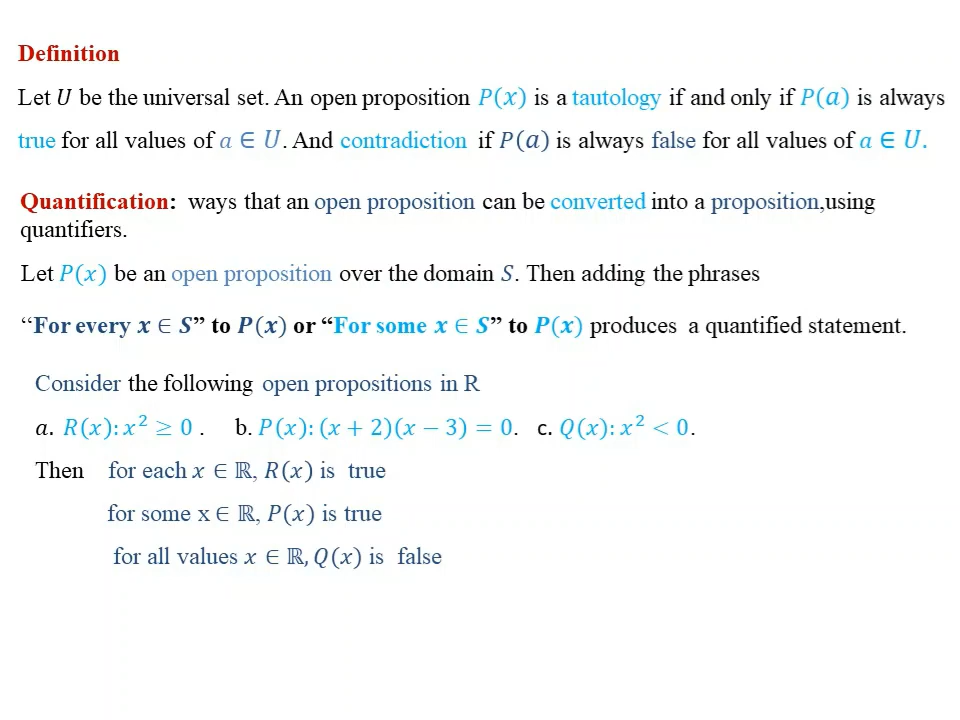 Definition
Let 𝑈 be the universal set. An open proposition 𝑃(𝑥) is a tautology if and only if 𝑃(𝑎) is always
true for all values of 𝑎 ∈ 𝑈. And contradiction if 𝑃(𝑎) is always false for all values of 𝑎 ∈ 𝑈.
Quantification: ways that an open proposition can be converted into a proposition,using
quantifiers.
Let 𝑃(𝑥) be an open proposition over the domain 𝑆. Then adding the phrases
“For every 𝒙 ∈ 𝑺” to 𝑷(𝒙) or “For some 𝒙 ∈ 𝑺” to 𝑷(𝒙) produces a quantified statement.
Consider the following open propositions in R
a. 𝑅(𝑥): 𝑥² ≥ 0 . b. 𝑃(𝑥): (𝑥 + 2)(𝑥 − 3) = 0. c. 𝑄(𝑥): 𝑥² < 0.
Then for each 𝑥 ∈ ℝ, 𝑅(𝑥) is true
for some x ∈ ℝ, 𝑃(𝑥) is true
for all values 𝑥 ∈ ℝ, 𝑄(𝑥) is false